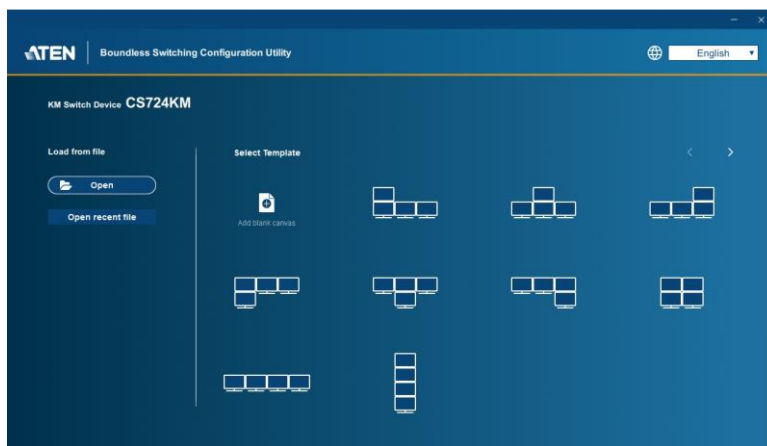 ATEN Boundless Switching Configuration Utility English
KM Switch Device CS724KM
Load from file
Select Template
Open
Open recent file
Add blank canvas